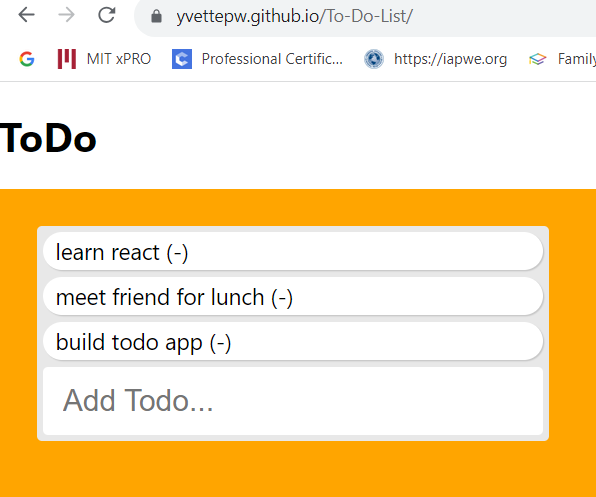 yvettepw.github.io/To-Do-List/
MIT xPRO Professional Certific... https://iapwe.org Family
ToDo
learn react (-)
meet friend for lunch (-)
build todo app (-)
Add Todo...